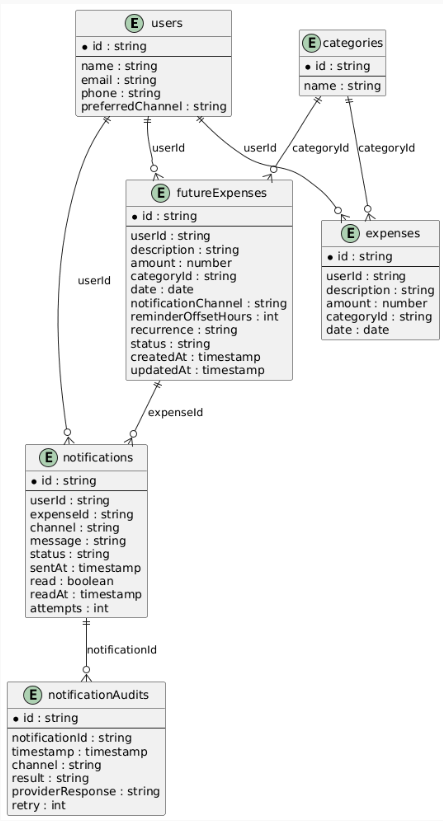 E users
* id : string
name : string
email : string
phone : string
preferredChannel : string
E categories
* id : string
name : string
userId
userId
categoryId
categoryId
E futureExpenses
* id : string
userId : string
description : string
amount : number
categoryId : string
date : date
notificationChannel : string
reminderOffsetHours : int
recurrence : string
status : string
createdAt : timestamp
updatedAt : timestamp
E expenses
* id : string
userId : string
description : string
amount : number
categoryId : string
date : date
userId
expenseId
E notifications
* id : string
userId : string
expenseId : string
channel : string
message : string
status : string
sentAt : timestamp
read : boolean
readAt : timestamp
attempts : int
notificationId
E notificationAudits
* id : string
notificationId : string
timestamp : timestamp
channel : string
result : string
providerResponse : string
retry : int